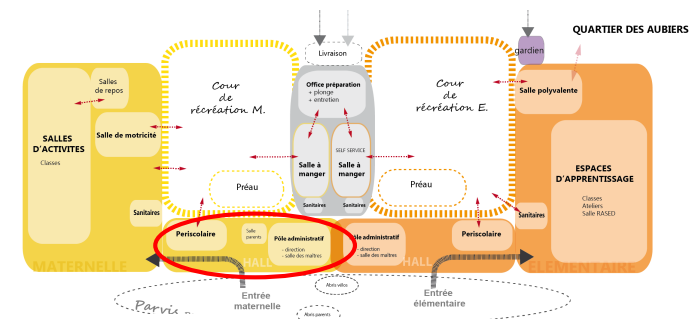 QUARTIER DES AUBIERS
Livraison
gardien
Salles
de repos
Cour
de
récréation M.
Office préparation
+ plonge
+ entretien
Cour
de
récréation E.
Salle polyvalente
SALLES
D'ACTIVITES
Classes
Salle de motricité
SELF SERVICE
Salle à
manger
Salle à
manger
ESPACES
D'APPRENTISSAGE
Classes
Ateliers
Salle RASED
Préau
Préau
Sanitaires
Sanitaires
Sanitaires
Sanitaires
Periscolaire
Salle
parents
Pôle administratif
- direction
- salle des maîtres
Pôle administratif
- direction
- salle des maîtres
Periscolaire
MATERNELLE
HALL
HALL
ELEMENTAIRE
Entrée
maternelle
Abris vélos
Entrée
élémentaire
Parvis
Abris parents